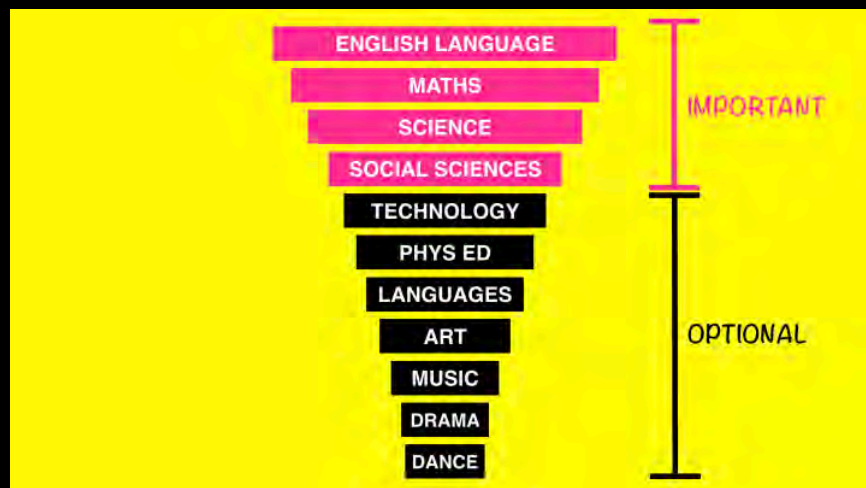 ENGLISH LANGUAGE
MATHS
SCIENCE
IMPORTANT
SOCIAL SCIENCES
TECHNOLOGY
PHYS ED
LANGUAGES
ART
OPTIONAL
MUSIC
DRAMA
DANCE